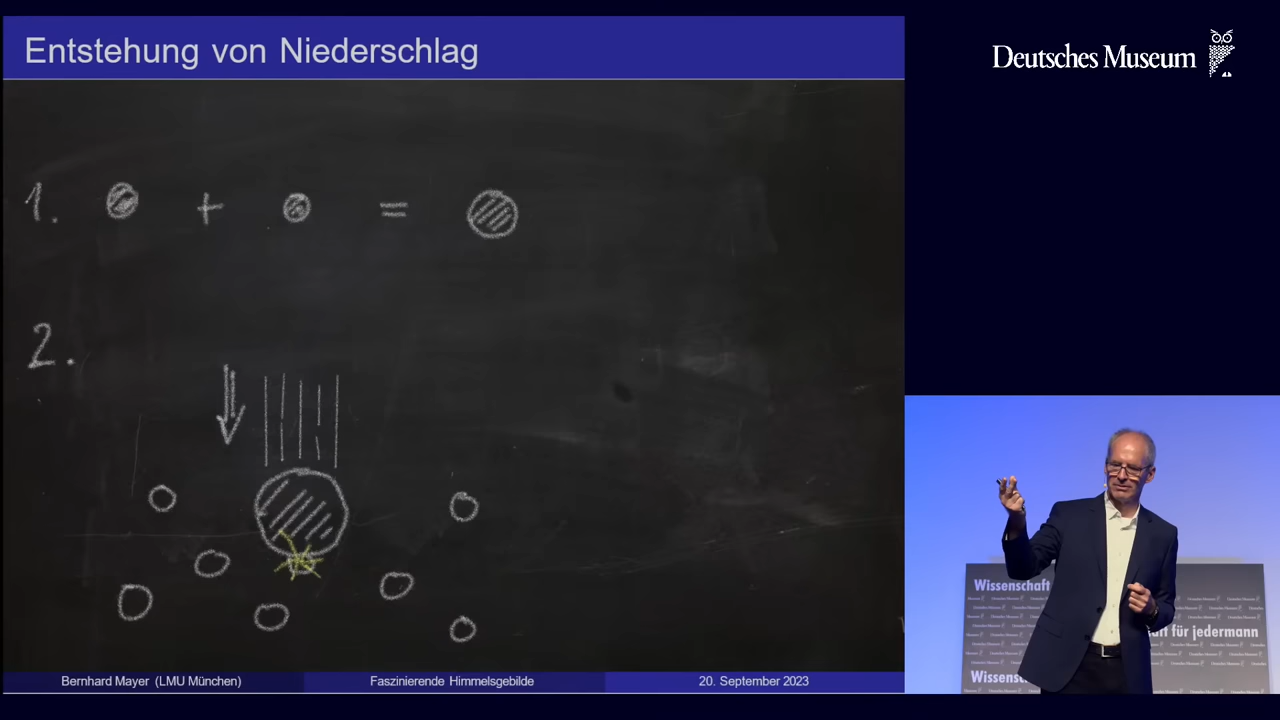 Entstehung von Niederschlag
Deutsches Museum
1. + =
2.
Wissenschaft
für jedermann
Wissensc
Bernhard Mayer (LMU München)
Faszinierende Himmelsgebilde
20. September 2023